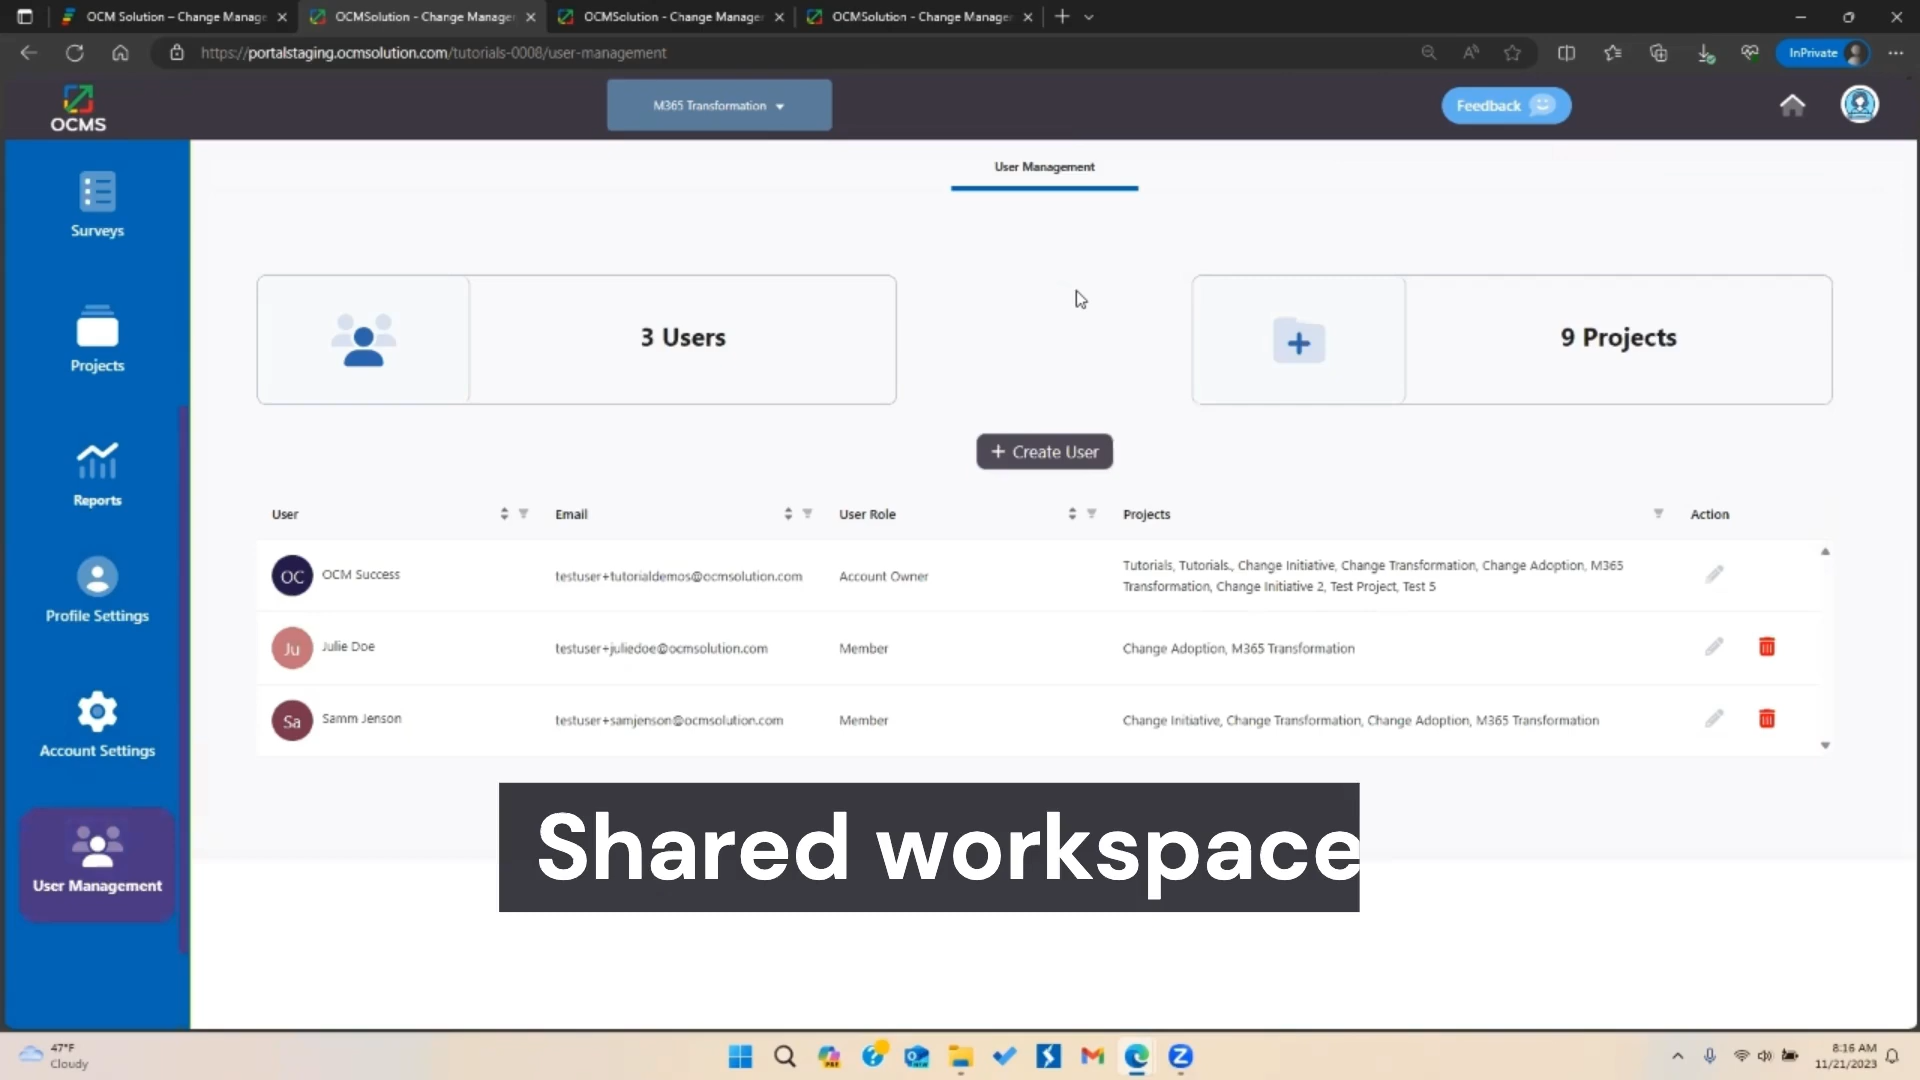 OCM Solution – Change Manage
OCMSolution - Change Manager
OCMSolution - Change Manager
OCMSolution - Change Manager
https://portalstaging.ocmsolution.com/tutorials-0008/user-management
InPrivate
OCMS
M365 Transformation
Feedback
Surveys
Projects
Reports
Profile Settings
Account Settings
User Management
User Management
3 Users
9 Projects
+ Create User
User Email User Role Projects Action
OC OCM Success testuser+tutorialdemos@ocmsolution.com Account Owner Tutorials, Tutorials., Change Initiative, Change Transformation, Change Adoption, M365
Transformation, Change Initiative 2, Test Project, Test 5
Ju Julie Doe testuser+juliedoe@ocmsolution.com Member Change Adoption, M365 Transformation
Sa Samm Jenson testuser+samjenson@ocmsolution.com Member Change Initiative, Change Transformation, Change Adoption, M365 Transformation
Shared workspace
47°F
Cloudy
8:16 AM
11/21/2023